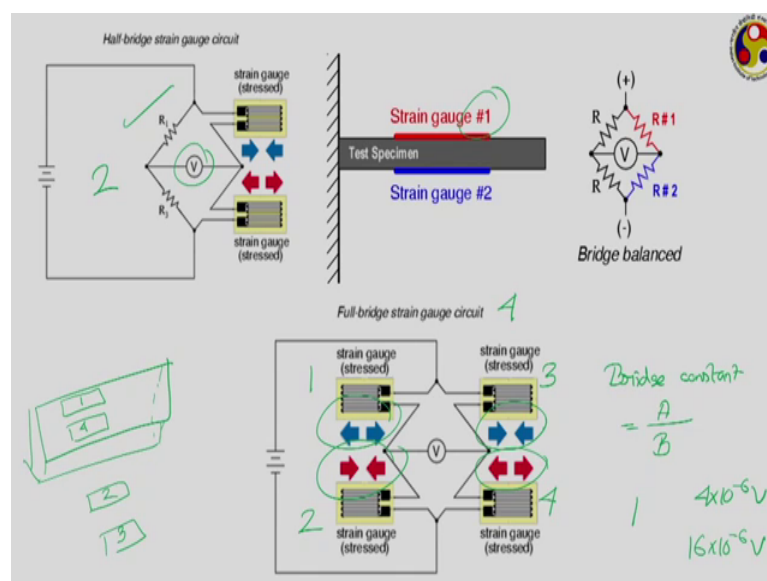 Half-bridge strain gauge circuit
strain gauge
(stressed)
R₁
2
V
R₃
strain gauge
(stressed)
Strain gauge #1
Test Specimen
Strain gauge #2
(+)
R
R#1
V
R
R#2
(-)
Bridge balanced
Full-bridge strain gauge circuit 4
1
strain gauge
(stressed)
strain gauge
(stressed)
3
V
2
strain gauge
(stressed)
strain gauge
(stressed)
4
1
4
2
3
Bridge constant
= A
B
1
4x10⁻⁶ V
16x10⁻⁶ V